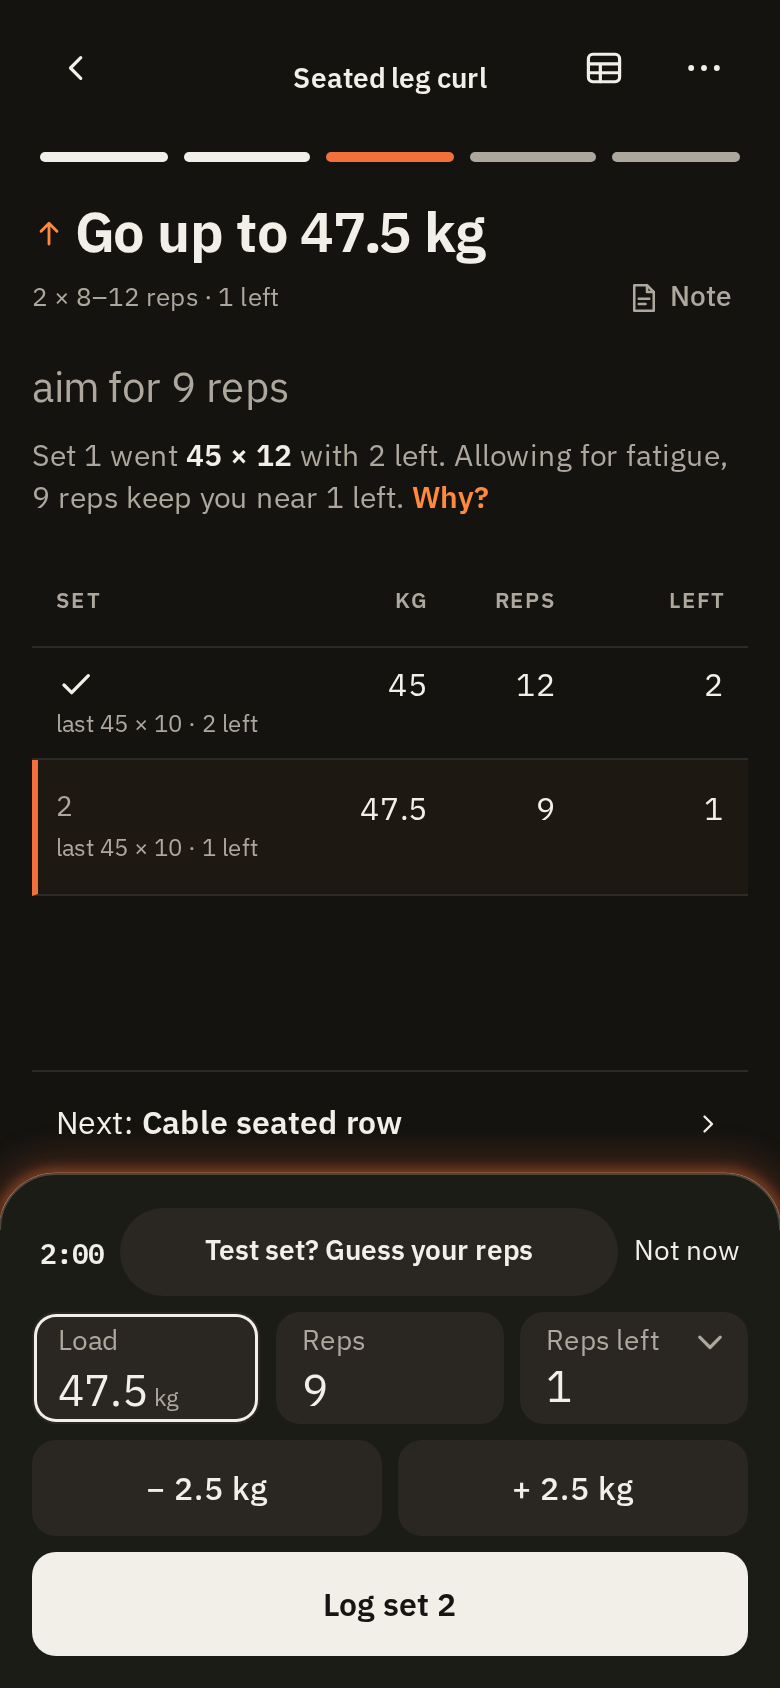 Seated leg curl
Go up to 47.5 kg
2 × 8–12 reps · 1 left
Note
aim for 9 reps
Set 1 went 45 × 12 with 2 left. Allowing for fatigue,
9 reps keep you near 1 left. Why?
SET KG REPS LEFT
45 12 2
last 45 × 10 · 2 left
2 47.5 9 1
last 45 × 10 · 1 left
Next: Cable seated row
2:00 Test set? Guess your reps Not now
Load Reps Reps left
47.5 kg 9 1
− 2.5 kg + 2.5 kg
Log set 2